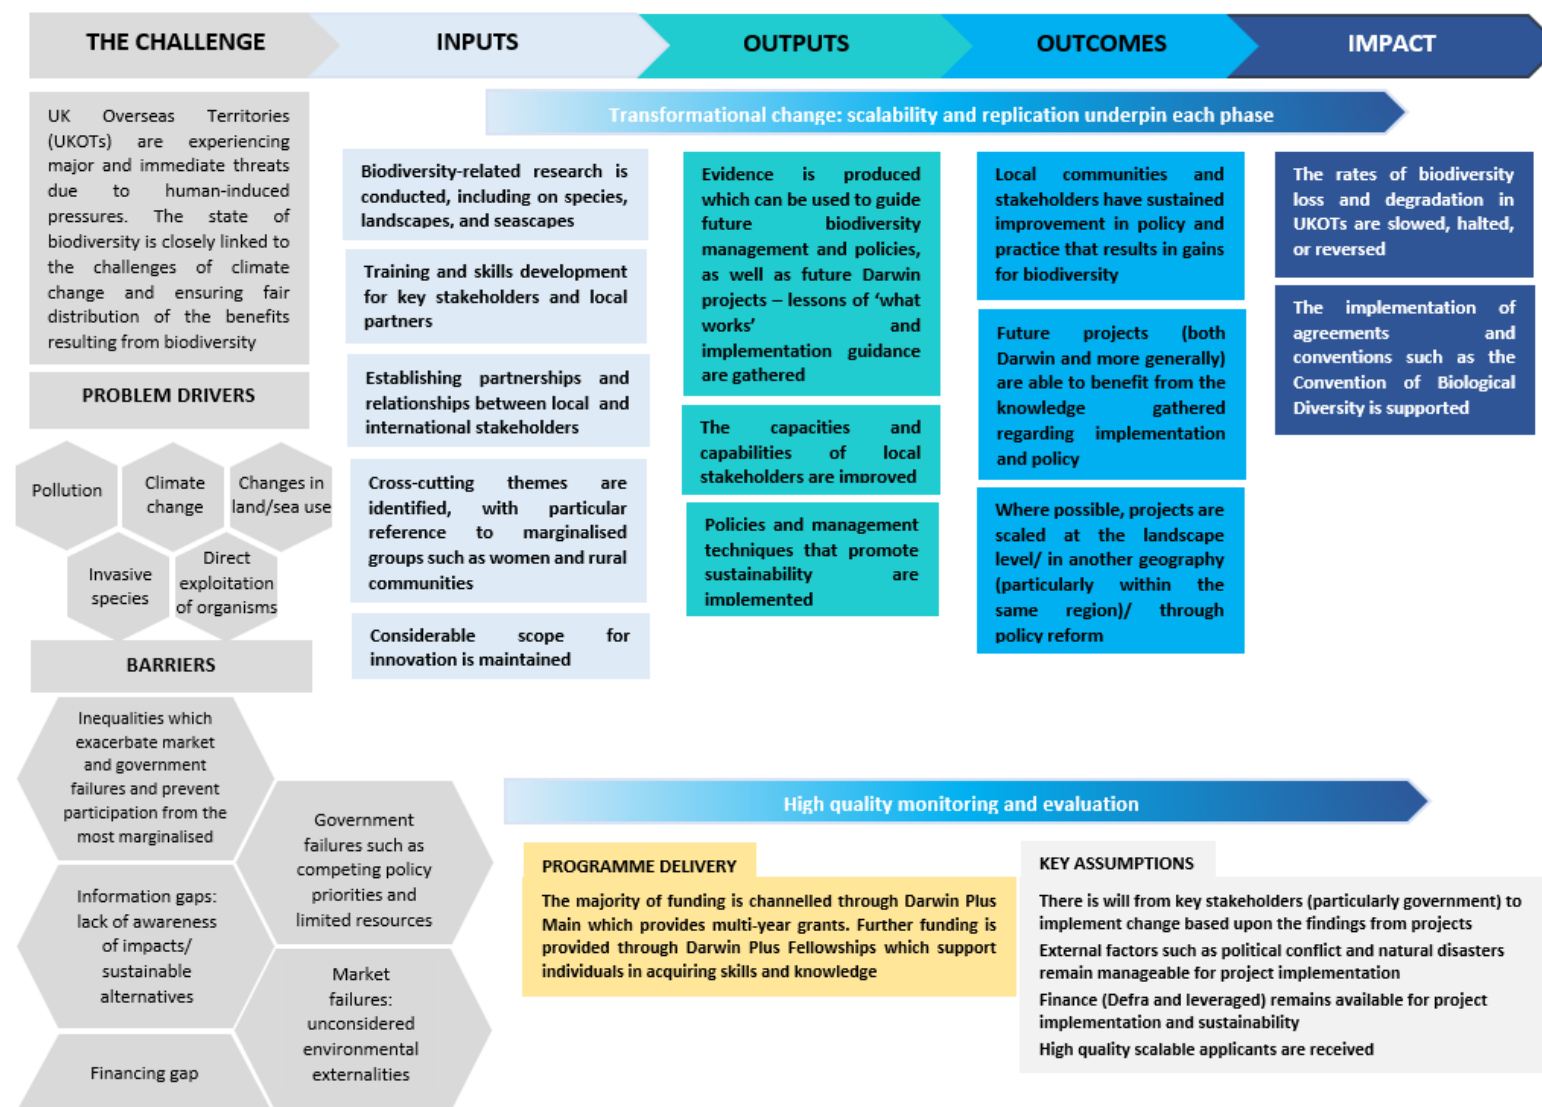 THE CHALLENGE
INPUTS
OUTPUTS
OUTCOMES
IMPACT
Transformational change: scalability and replication underpin each phase
UK Overseas Territories
(UKOTs) are experiencing
major and immediate threats
due to human-induced
pressures. The state of
biodiversity is closely linked to
the challenges of climate
change and ensuring fair
distribution of the benefits
resulting from biodiversity
PROBLEM DRIVERS
Pollution
Climate
change
Changes in
land/sea use
Invasive
species
Direct
exploitation
of organisms
BARRIERS
Inequalities which
exacerbate market
and government
failures and prevent
participation from the
most marginalised
Government
failures such as
competing policy
priorities and
limited resources
Information gaps:
lack of awareness
of impacts/
sustainable
alternatives
Market
failures:
unconsidered
environmental
externalities
Financing gap
Biodiversity-related research is
conducted, including on species,
landscapes, and seascapes
Training and skills development
for key stakeholders and local
partners
Establishing partnerships and
relationships between local and
international stakeholders
Cross-cutting themes are
identified, with particular
reference to marginalised
groups such as women and rural
communities
Considerable scope for
innovation is maintained
Evidence is produced
which can be used to guide
future biodiversity
management and policies,
as well as future Darwin
projects – lessons of ‘what
works’ and
implementation guidance
are gathered
The capacities and
capabilities of local
stakeholders are improved
Policies and management
techniques that promote
sustainability are
implemented
Local communities and
stakeholders have sustained
improvement in policy and
practice that results in gains
for biodiversity
Future projects (both
Darwin and more generally)
are able to benefit from the
knowledge gathered
regarding implementation
and policy
Where possible, projects are
scaled at the landscape
level/ in another geography
(particularly within the
same region)/ through
policy reform
The rates of biodiversity
loss and degradation in
UKOTs are slowed, halted,
or reversed
The implementation of
agreements and
conventions such as the
Convention of Biological
Diversity is supported
High quality monitoring and evaluation
PROGRAMME DELIVERY
The majority of funding is channelled through Darwin Plus
Main which provides multi-year grants. Further funding is
provided through Darwin Plus Fellowships which support
individuals in acquiring skills and knowledge
KEY ASSUMPTIONS
There is will from key stakeholders (particularly government) to
implement change based upon the findings from projects
External factors such as political conflict and natural disasters
remain manageable for project implementation
Finance (Defra and leveraged) remains available for project
implementation and sustainability
High quality scalable applicants are received